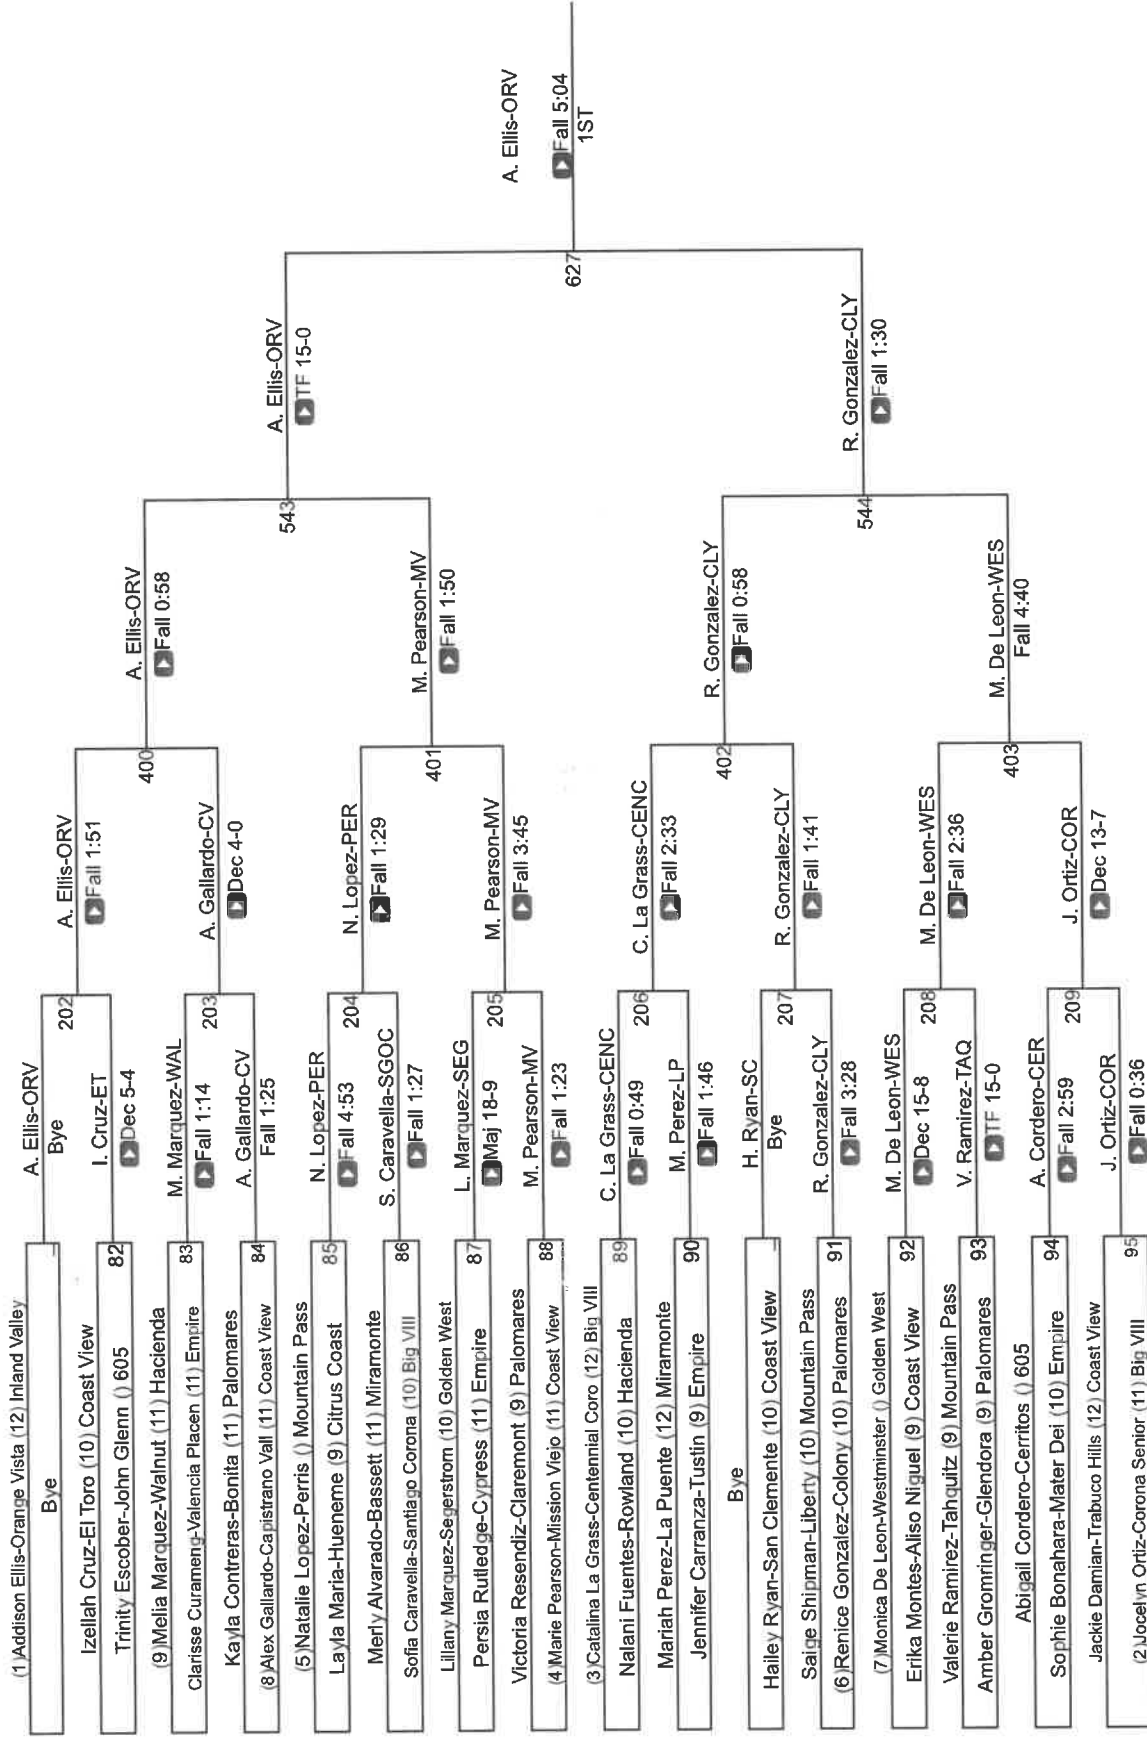 (1)Addison Ellis-Orange Vista (12) Inland Valley
Bye
Izellah Cruz-El Toro (10) Coast View
Trinity Escober-John Glenn () 605
82
(9)Melia Marquez-Walnut (11) Hacienda
Clarisse Curameng-Valencia Placen (11) Empire
83
Kayla Contreras-Bonita (11) Palomares
(8)Alex Gallardo-Capistrano Vall (11) Coast View
84
(5)Natalie Lopez-Perris () Mountain Pass
Layla Maria-Hueneme (9) Citrus Coast
85
Merly Alvarado-Bassett (11) Miramonte
Sofia Caravella-Santiago Corona (10) Big VIII
86
Lillany Marquez-Segerstrom (10) Golden West
Persia Rutledge-Cypress (11) Empire
87
Victoria Resendiz-Claremont (9) Palomares
(4)Marie Pearson-Mission Viejo (11) Coast View
88
(3)Catalina La Grass-Centennial Coro (12) Big VIII
Nalani Fuentes-Rowland (10) Hacienda
89
Mariah Perez-La Puente (12) Miramonte
Jennifer Carranza-Tustin (9) Empire
90
Bye
Hailey Ryan-San Clemente (10) Coast View
Saige Shipman-Liberty (10) Mountain Pass
(6)Renice Gonzalez-Colony (10) Palomares
91
(7)Monica De Leon-Westminster () Golden West
Erika Montes-Aliso Niguel (9) Coast View
92
Valerie Ramirez-Tahquitz (9) Mountain Pass
Amber Gromringer-Glendora (9) Palomares
93
Abigail Cordero-Cerritos () 605
Sophie Bonahara-Mater Dei (10) Empire
94
Jackie Damian-Trabuco Hills (12) Coast View
(2)Jocelyn Ortiz-Corona Senior (11) Big VIII
95
A. Ellis-ORV
Bye
202
I. Cruz-ET
Dec 5-4
M. Marquez-WAL
Fall 1:14
203
A. Gallardo-CV
Fall 1:25
N. Lopez-PER
Fall 4:53
204
S. Caravella-SGOC
Fall 1:27
L. Marquez-SEG
Maj 18-9
205
M. Pearson-MV
Fall 1:23
C. La Grass-CENC
Fall 0:49
206
M. Perez-LP
Fall 1:46
H. Ryan-SC
Bye
207
R. Gonzalez-CLY
Fall 3:28
M. De Leon-WES
Dec 15-8
208
V. Ramirez-TAQ
TF 15-0
A. Cordero-CER
Fall 2:59
209
J. Ortiz-COR
Fall 0:36
A. Ellis-ORV
Fall 1:51
400
A. Gallardo-CV
Dec 4-0
N. Lopez-PER
Fall 1:29
401
M. Pearson-MV
Fall 3:45
C. La Grass-CENC
Fall 2:33
402
R. Gonzalez-CLY
Fall 1:41
M. De Leon-WES
Fall 2:36
403
J. Ortiz-COR
Dec 13-7
A. Ellis-ORV
Fall 0:58
543
M. Pearson-MV
Fall 1:50
R. Gonzalez-CLY
Fall 0:58
544
M. De Leon-WES
Fall 4:40
A. Ellis-ORV
TF 15-0
627
R. Gonzalez-CLY
Fall 1:30
A. Ellis-ORV
Fall 5:04
1ST